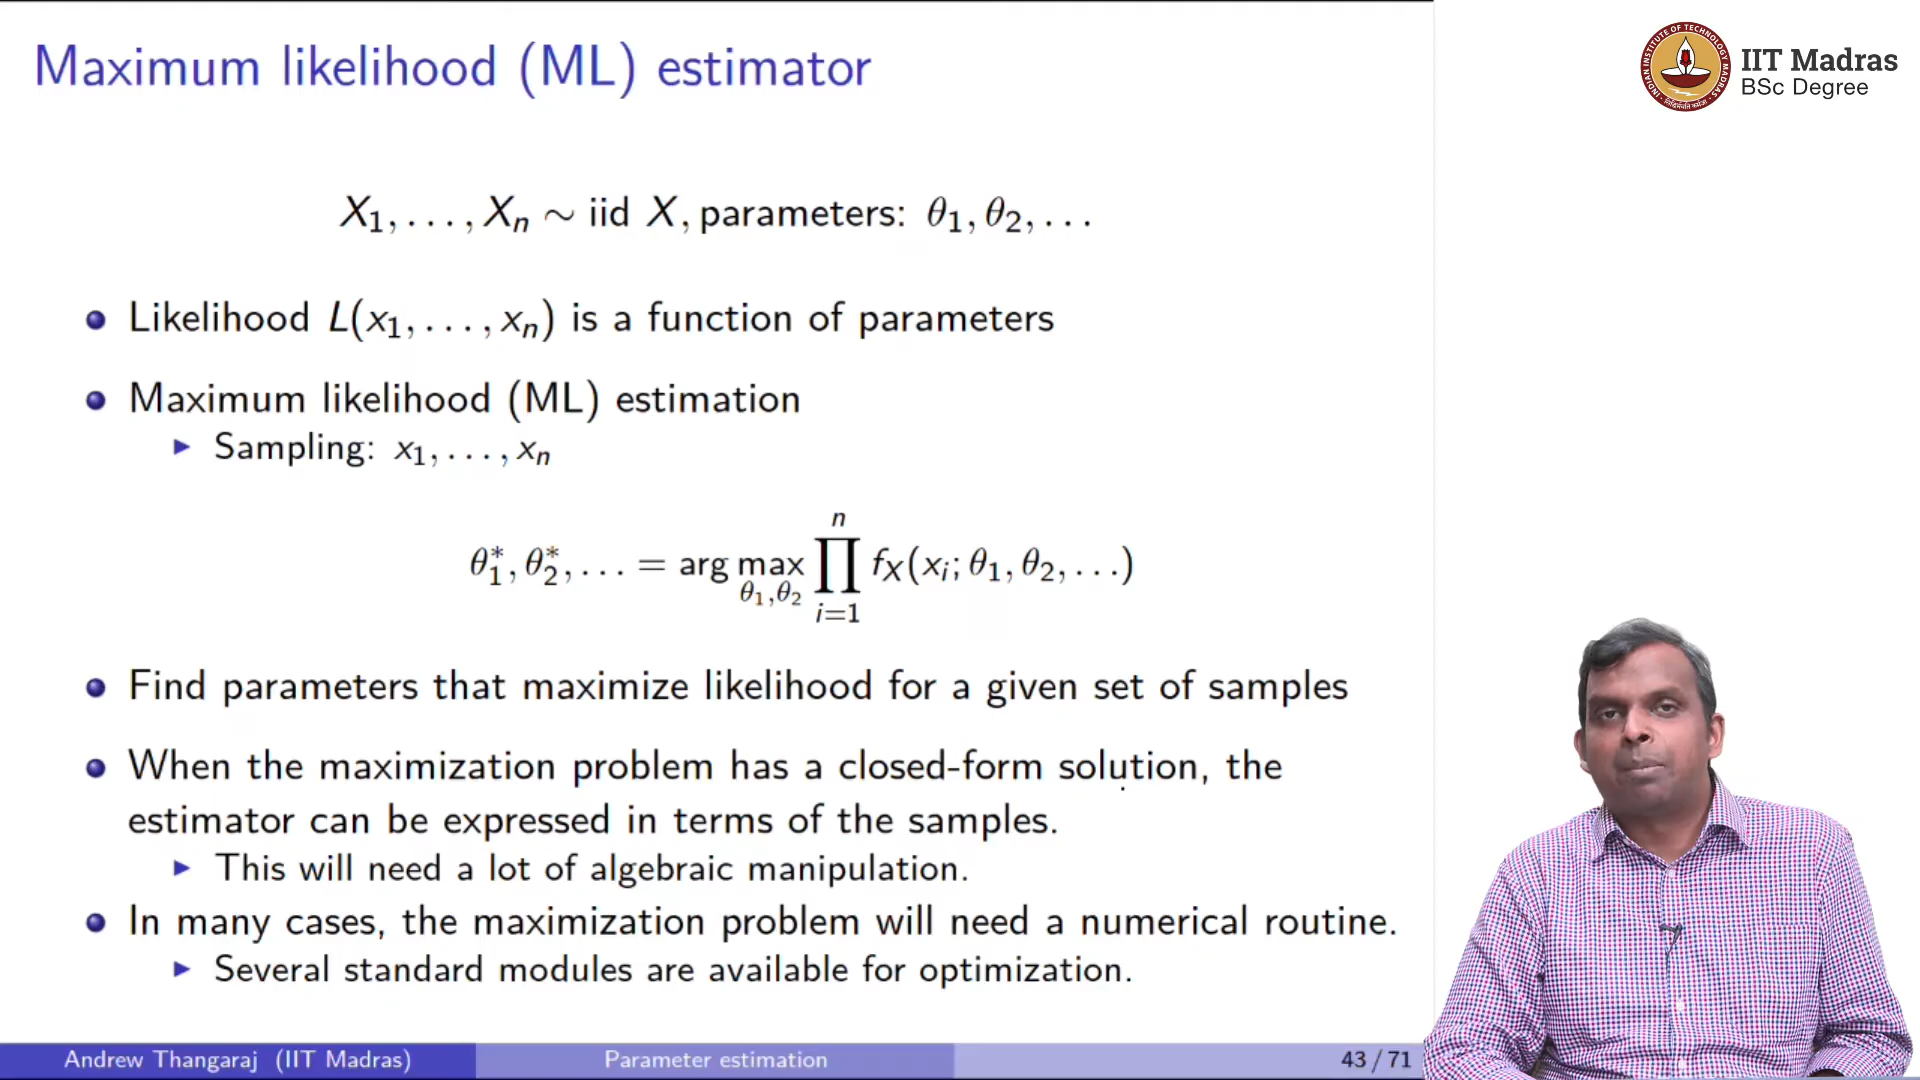 Maximum likelihood (ML) estimator
IIT Madras
BSc Degree
X₁, . . . , Xₙ ∼ iid X, parameters: θ₁, θ₂, . . .
Likelihood L(x₁, . . . , xₙ) is a function of parameters
Maximum likelihood (ML) estimation
Sampling: x₁, . . . , xₙ
θ₁*, θ₂*, . . . = arg max_{θ₁,θ₂} ∏_{i=1}^{n} f_X(xᵢ; θ₁, θ₂, . . .)
Find parameters that maximize likelihood for a given set of samples
When the maximization problem has a closed-form solution, the
estimator can be expressed in terms of the samples.
This will need a lot of algebraic manipulation.
In many cases, the maximization problem will need a numerical routine.
Several standard modules are available for optimization.
Andrew Thangaraj (IIT Madras)
Parameter estimation
43 / 71